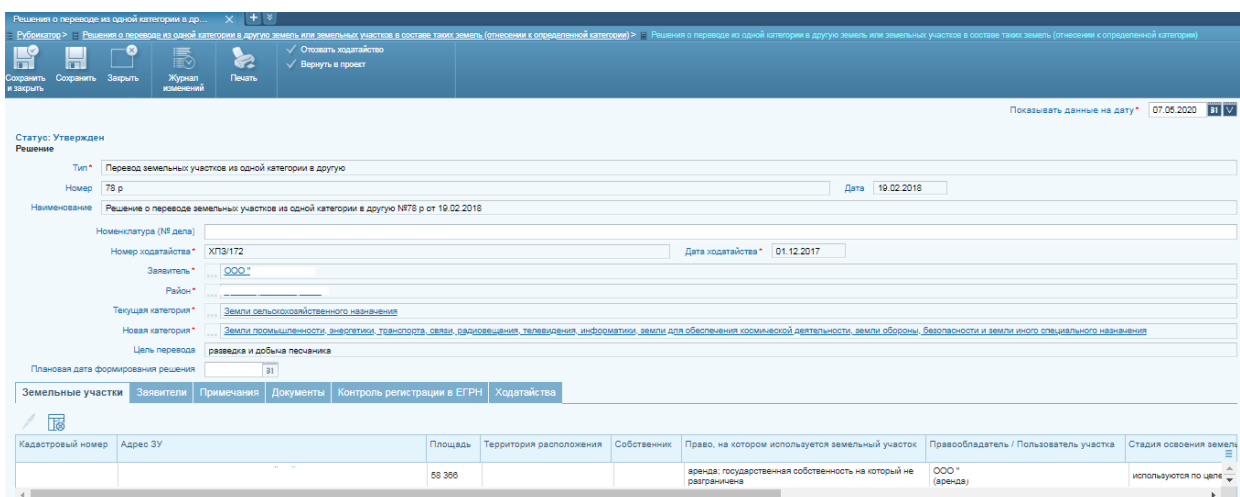 Решения о переводе из одной категории в др...
Рубрикатор > Решения о переводе из одной категории в другую земель или земельных участков в составе таких земель (отнесении к определенной категории) > Решения о переводе из одной категории в другую земель или земельных участков в составе таких земель (отнесении к определенной категории)
Сохранить и закрыть
Сохранить
Закрыть
Журнал изменений
Печать
Отозвать ходатайство
Вернуть в проект
Показывать данные на дату* 07.05.2020
Статус: Утвержден
Решение
Тип* Перевод земельных участков из одной категории в другую
Номер 78 р Дата 19.02.2018
Наименование Решение о переводе земельных участков из одной категории в другую №78 р от 19.02.2018
Номенклатура (№ дела)
Номер ходатайства* ХПЗ/172 Дата ходатайства* 01.12.2017
Заявитель* ... ООО "
Район* ...
Текущая категория* ... Земли сельскохозяйственного назначения
Новая категория* ... Земли промышленности, энергетики, транспорта, связи, радиовещания, телевидения, информатики, земли для обеспечения космической деятельности, земли обороны, безопасности и земли иного специального назначения
Цель перевода разведка и добыча песчаника
Плановая дата формирования решения 31
Земельные участки Заявители Примечания Документы Контроль регистрации в ЕГРН Ходатайства
Кадастровый номер Адрес ЗУ Площадь Территория расположения Собственник Право, на котором используется земельный участок Правообладатель / Пользователь участка Стадия освоения земель
58 366 аренда; государственная собственность на который не разграничена ООО " (аренда) используются по целе